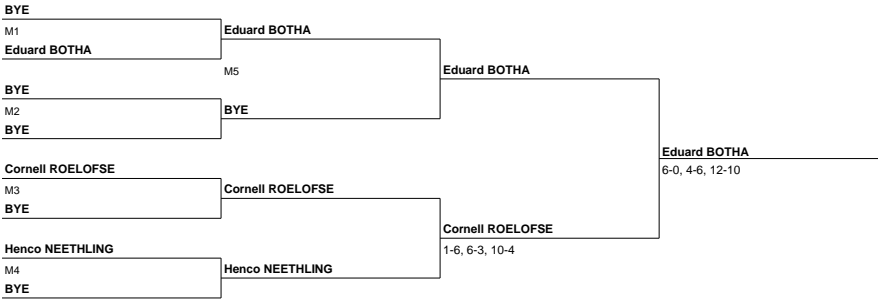 BYE
M1
Eduard BOTHA
Eduard BOTHA
M5
BYE
M2
BYE
BYE
Eduard BOTHA
Cornell ROELOFSE
M3
BYE
Cornell ROELOFSE
Henco NEETHLING
M4
BYE
Henco NEETHLING
Cornell ROELOFSE
1-6, 6-3, 10-4
Eduard BOTHA
6-0, 4-6, 12-10